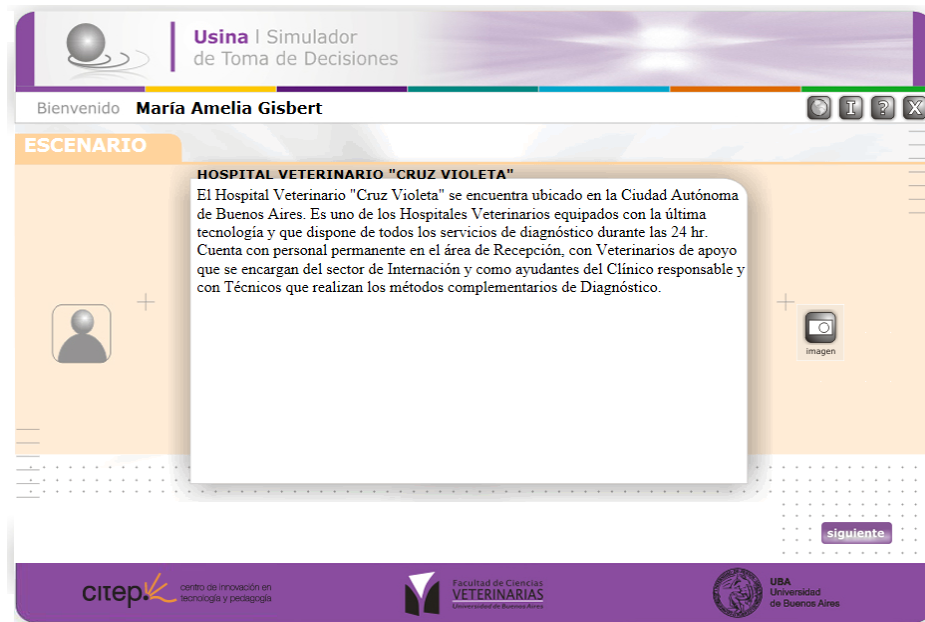 Usina | Simulador
de Toma de Decisiones
Bienvenido María Amelia Gisbert
I ? X
ESCENARIO
HOSPITAL VETERINARIO "CRUZ VIOLETA"
El Hospital Veterinario "Cruz Violeta" se encuentra ubicado en la Ciudad Autónoma
de Buenos Aires. Es uno de los Hospitales Veterinarios equipados con la última
tecnología y que dispone de todos los servicios de diagnóstico durante las 24 hr.
Cuenta con personal permanente en el área de Recepción, con Veterinarios de apoyo
que se encargan del sector de Internación y como ayudantes del Clínico responsable y
con Técnicos que realizan los métodos complementarios de Diagnóstico.
imagen
siguiente
citep
centro de innovación en
tecnología y pedagogía
Facultad de Ciencias
VETERINARIAS
Universidad de Buenos Aires
UBA
Universidad
de Buenos Aires